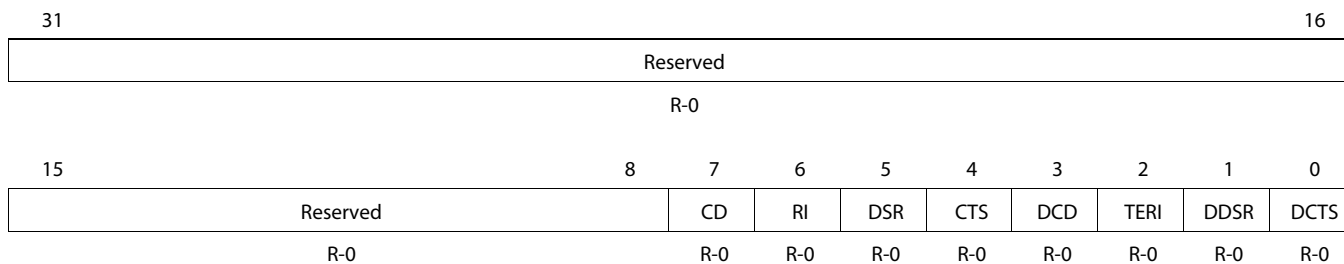 31 16
Reserved
R-0
15 8 7 6 5 4 3 2 1 0
Reserved CD RI DSR CTS DCD TERI DDSR DCTS
R-0 R-0 R-0 R-0 R-0 R-0 R-0 R-0 R-0